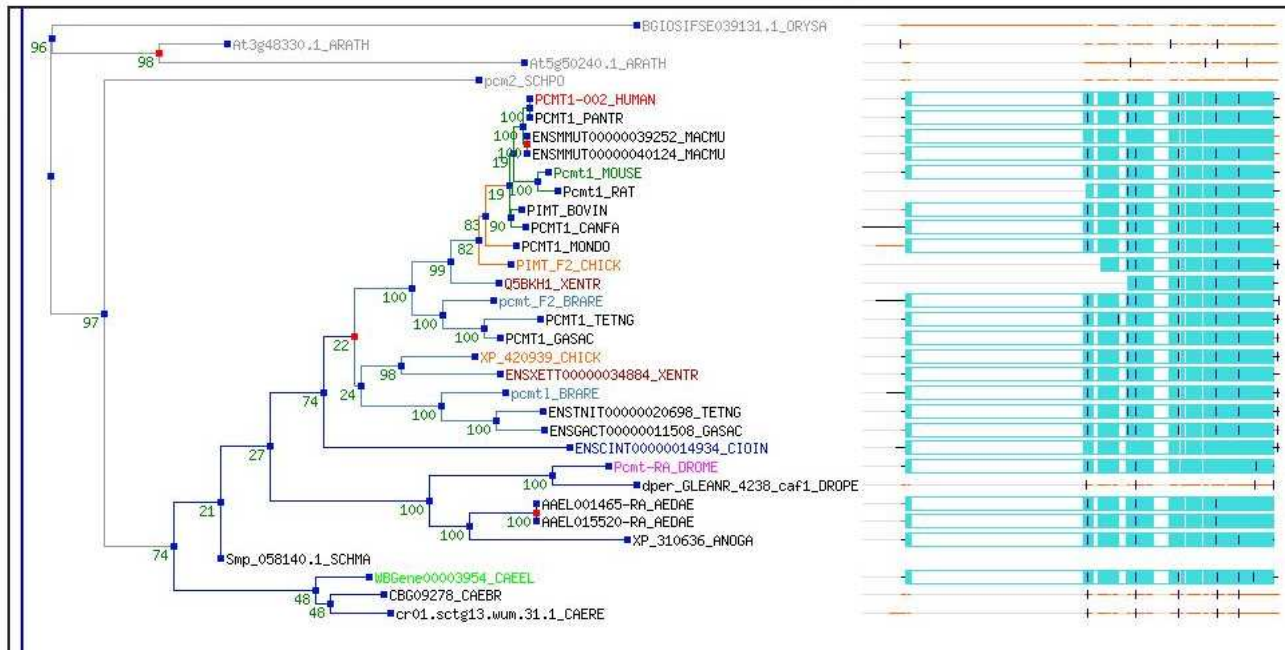 BGIOSIFSE039131.1_ORYSA
96
At3g48330.1_ARATH
98
At5g50240.1_ARATH
pcm2_SCHPO
PCMT1-002_HUMAN
100
PCMT1_PANTR
100
ENSMMUT00000039252_MACMU
100
ENSMMUT00000040124_MACMU
19
Pcmt1_MOUSE
19
100
Pcmt1_RAT
PIMT_BOVIN
83
90
PCMT1_CANFA
82
PCMT1_MONDO
99
PIMT_F2_CHICK
Q5BKH1_XENTR
100
pcmt_F2_BRARE
97
100
PCMT1_TETNG
100
PCMT1_GASAC
22
XP_420939_CHICK
98
ENSXETT00000034884_XENTR
24
pcmtl_BRARE
74
100
ENSTNIT00000020698_TETNG
100
ENSGACT00000011508_GASAC
27
ENSCINT00000014934_CIOIN
Pcmt-RA_DROME
100
dper_GLEANR_4238_caf1_DROPE
21
100
AAEL001465-RA_AEDAE
100
AAEL015520-RA_AEDAE
XP_310636_ANOGA
74
Smp_058140.1_SCHMA
WBGene00003954_CAEEL
48
CBG09278_CAEBR
48
cr01.sctg13.wum.31.1_CAERE